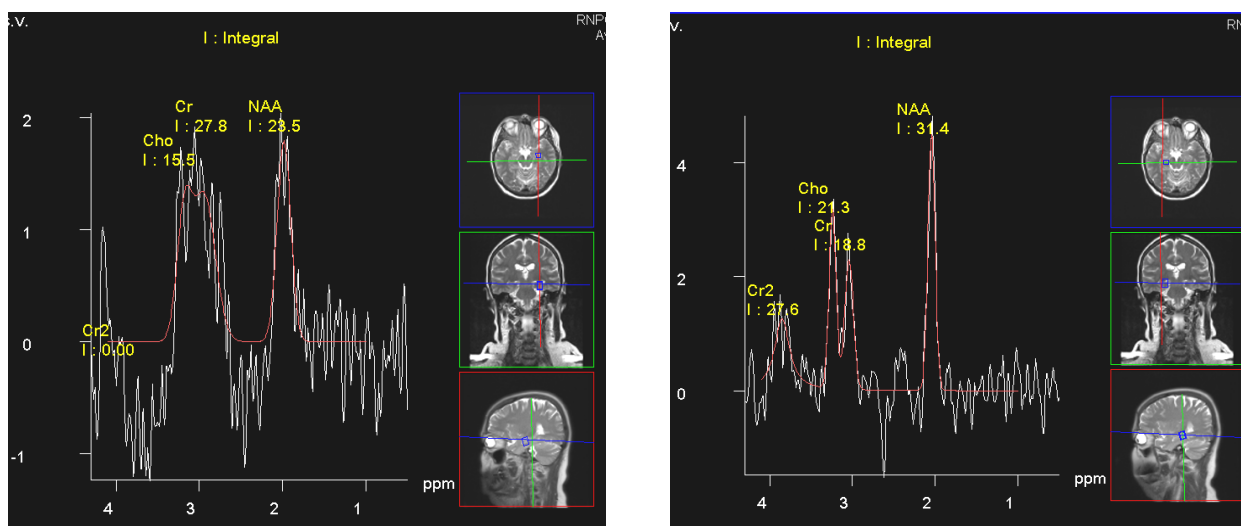 s.v.
RNP
A
I : Integral
Cr
I : 27.8
NAA
I : 23.5
Cho
I : 15.5
2
1
0
-1
Cr2
I : 0.00
4
3
2
1
ppm
v.
RN
I : Integral
NAA
I : 31.4
Cho
I : 21.3
Cr
I : 18.8
Cr2
I : 27.6
4
2
0
4
3
2
1
ppm